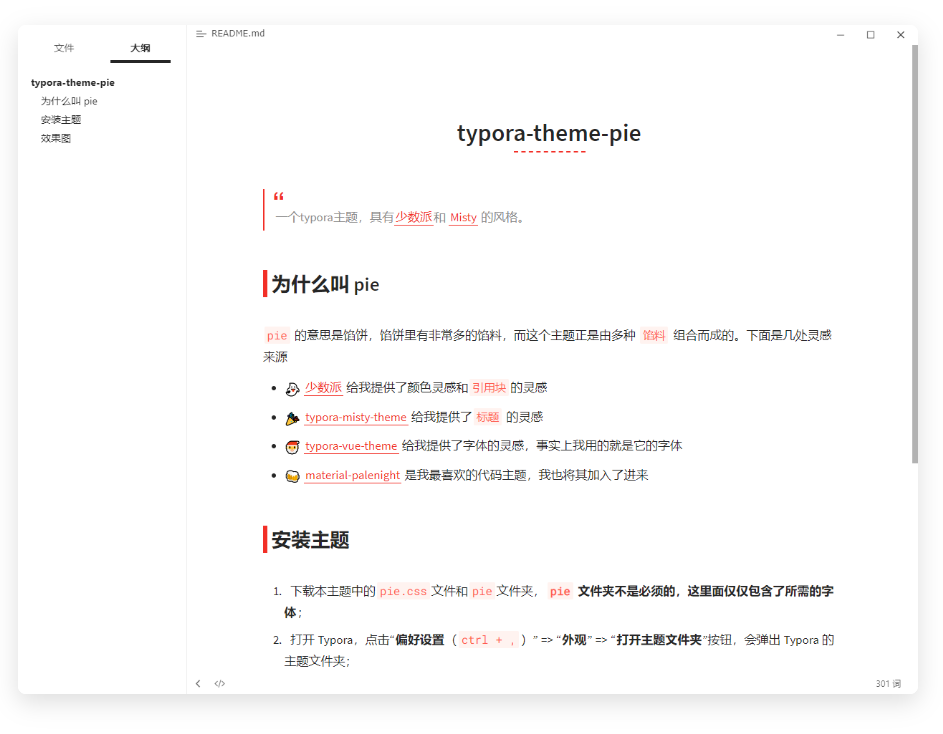 文件 大纲
README.md
typora-theme-pie
为什么叫 pie
安装主题
效果图
typora-theme-pie
“
一个typora主题，具有少数派和 Misty 的风格。
为什么叫 pie
pie 的意思是馅饼，馅饼里有非常多的馅料，而这个主题正是由多种 馅料 组合而成的。下面是几处灵感
来源
• 少数派 给我提供了颜色灵感和 引用块 的灵感
• typora-misty-theme 给我提供了 标题 的灵感
• typora-vue-theme 给我提供了字体的灵感，事实上我用的就是它的字体
• material-palenight 是我最喜欢的代码主题，我也将其加入了进来
安装主题
1. 下载本主题中的 pie.css 文件和 pie 文件夹， pie 文件夹不是必须的，这里面仅仅包含了所需的字
体；
2. 打开 Typora，点击“偏好设置（ ctrl + , ）” => “外观” => “打开主题文件夹”按钮，会弹出 Typora 的
主题文件夹；
</> 301 词